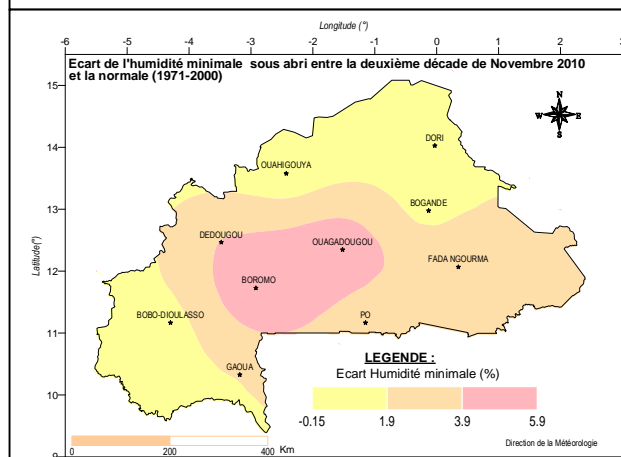 Longitude (°)
-6 -5 -4 -3 -2 -1 0 1 2 3
Ecart de l'humidité minimale sous abri entre la deuxième décade de Novembre 2010
et la normale (1971-2000)
15
N
W E
S
14
DORI
OUAHIGOUYA
13
BOGANDE
DEDOUGOU
OUAGADOUGOU
Latitude(°)
12
FADA NGOURMA
BOROMO
BOBO-DIOULASSO
PO
11
LEGENDE :
GAOUA
Ecart Humidité minimale (%)
10
-0.15 1.9 3.9 5.9
Direction de la Météorologie
Km
9
0 200 400